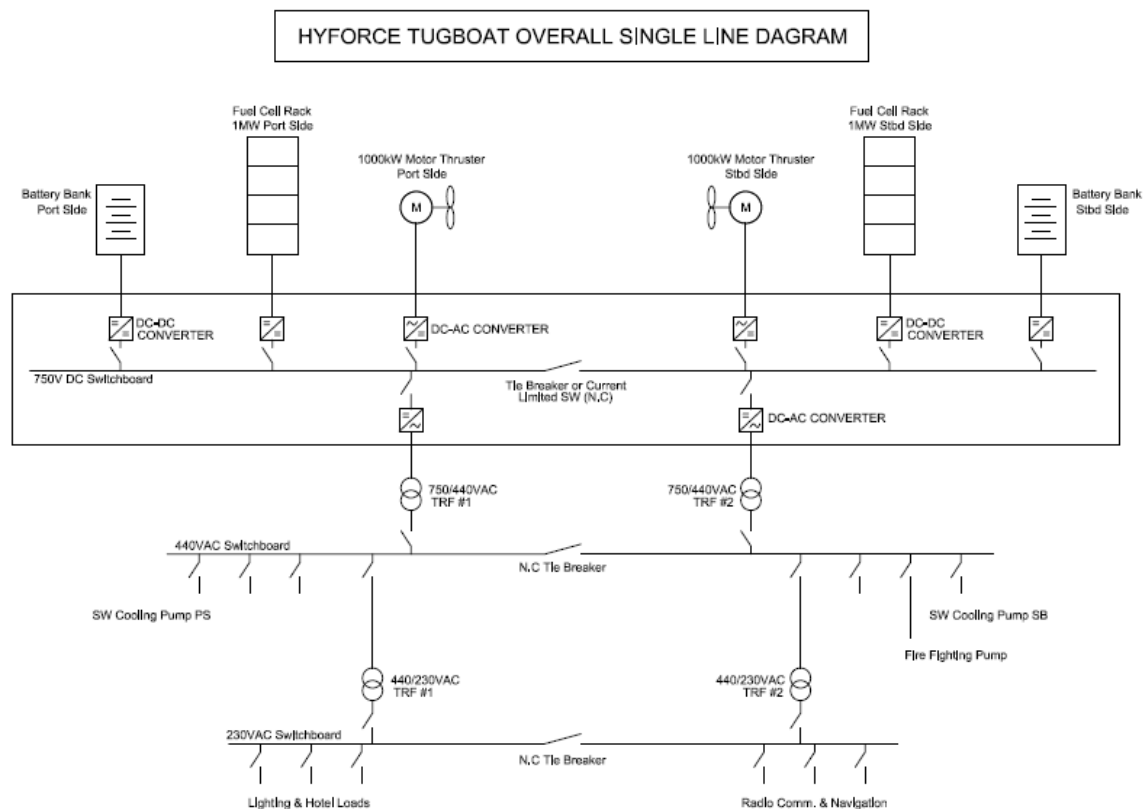 HYFORCE TUGBOAT OVERALL SINGLE LINE DAGRAM
Fuel Cell Rack
1MW Port Side
Fuel Cell Rack
1MW Stbd Side
1000kW Motor Thruster
Port Side
1000kW Motor Thruster
Stbd Side
Battery Bank
Port Side
Battery Bank
Stbd Side
M
M
DC-DC
CONVERTER
DC-AC CONVERTER
DC-DC
CONVERTER
750V DC Switchboard
Tie Breaker or Current
Limited SW (N.C)
DC-AC CONVERTER
750/440VAC
TRF #1
750/440VAC
TRF #2
440VAC Switchboard
N.C Tie Breaker
SW Cooling Pump PS
SW Cooling Pump SB
Fire Fighting Pump
440/230VAC
TRF #1
440/230VAC
TRF #2
230VAC Switchboard
N.C Tie Breaker
Lighting & Hotel Loads
Radio Comm. & Navigation